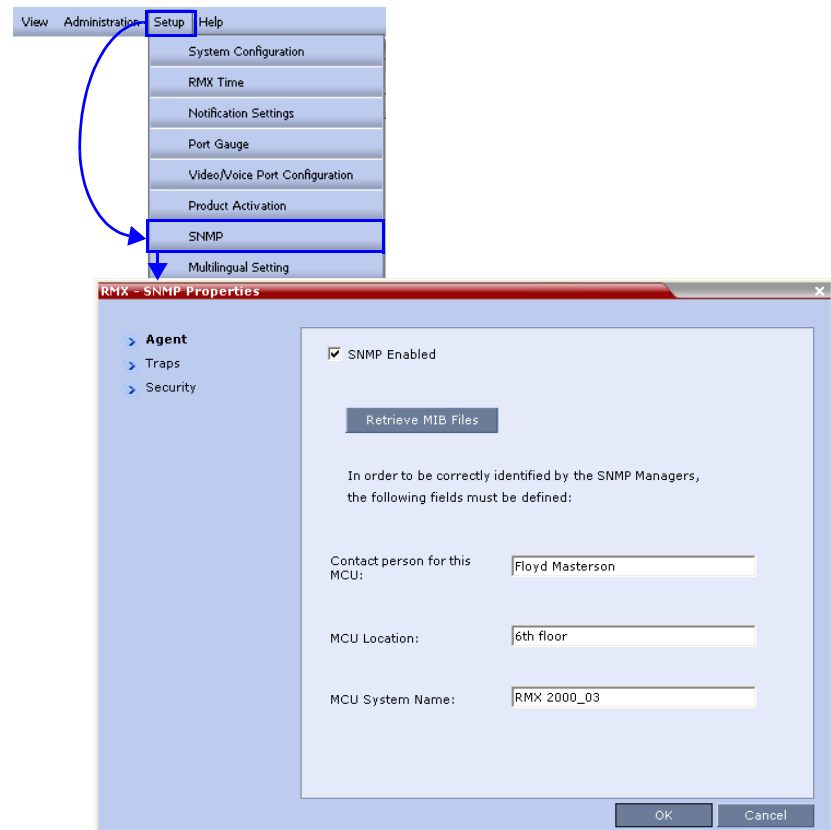 View Administration Setup Help
System Configuration
RMX Time
Notification Settings
Port Gauge
Video/Voice Port Configuration
Product Activation
SNMP
Multilingual Setting
RMX - SNMP Properties
Agent
Traps
Security
SNMP Enabled
Retrieve MIB Files
In order to be correctly identified by the SNMP Managers,
the following fields must be defined:
Contact person for this
MCU:
Floyd Masterson
MCU Location:
6th floor
MCU System Name:
RMX 2000_03
OK Cancel